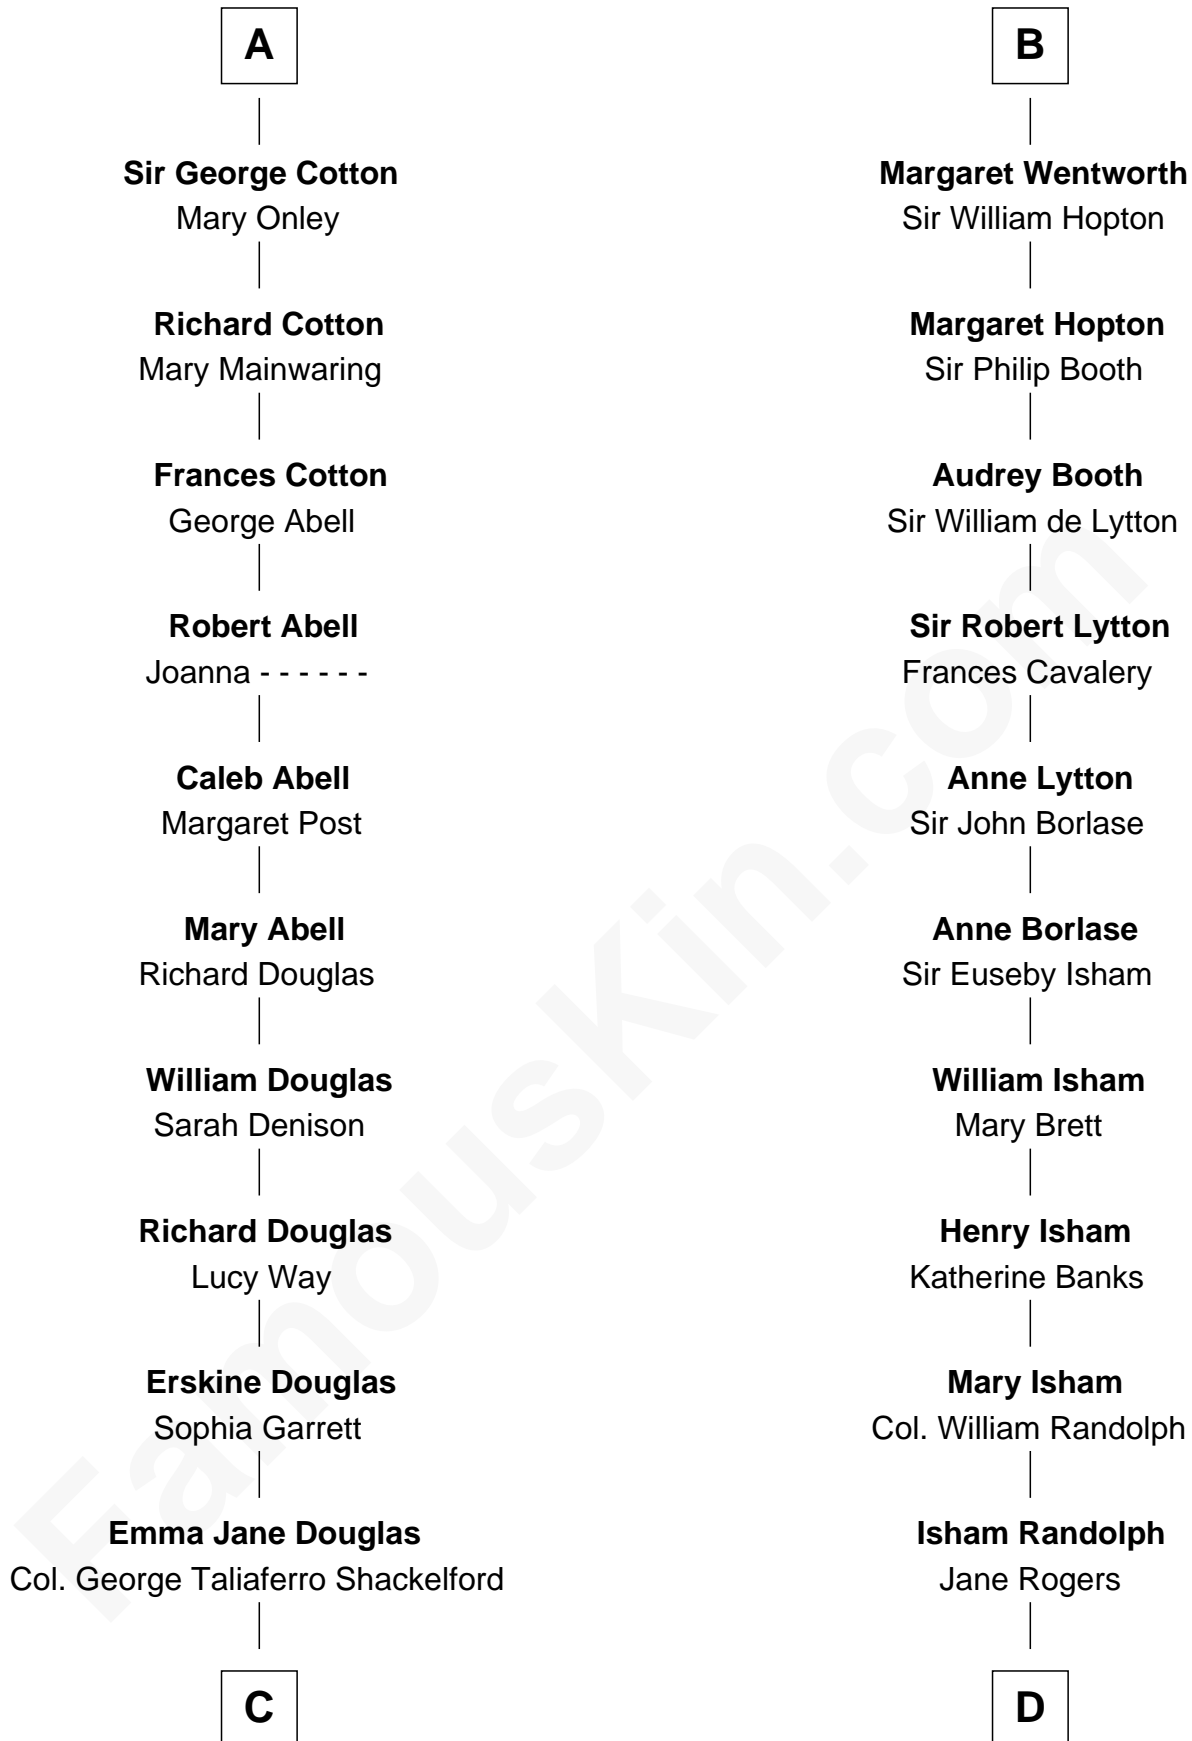 A
Sir George Cotton
Mary Onley
Richard Cotton
Mary Mainwaring
Frances Cotton
George Abell
Robert Abell
Joanna - - - - - -
Caleb Abell
Margaret Post
Mary Abell
Richard Douglas
William Douglas
Sarah Denison
Richard Douglas
Lucy Way
Erskine Douglas
Sophia Garrett
Emma Jane Douglas
Col. George Taliaferro Shackelford
C
B
Margaret Wentworth
Sir William Hopton
Margaret Hopton
Sir Philip Booth
Audrey Booth
Sir William de Lytton
Sir Robert Lytton
Frances Cavalery
Anne Lytton
Sir John Borlase
Anne Borlase
Sir Euseby Isham
William Isham
Mary Brett
Henry Isham
Katherine Banks
Mary Isham
Col. William Randolph
Isham Randolph
Jane Rogers
D
FamousKin.com